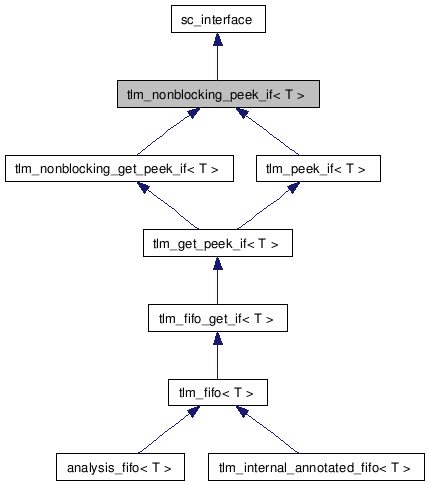 sc_interface
tlm_nonblocking_peek_if< T >
tlm_nonblocking_get_peek_if< T >
tlm_peek_if< T >
tlm_get_peek_if< T >
tlm_fifo_get_if< T >
tlm_fifo< T >
analysis_fifo< T >
tlm_internal_annotated_fifo< T >